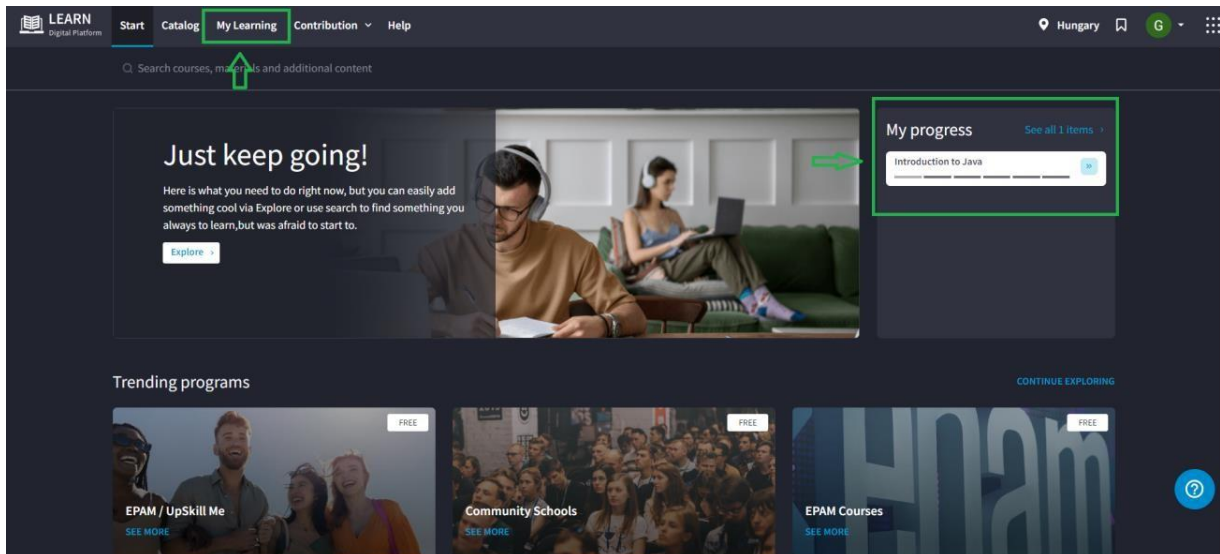 LEARN
Digital Platform
Start
Catalog
My Learning
Contribution
Help
Hungary
G
Search courses, materials and additional content
Just keep going!
Here is what you need to do right now, but you can easily add
something cool via Explore or use search to find something you
always to learn,but was afraid to start to.
Explore
My progress
See all 1 items
Introduction to Java
Trending programs
CONTINUE EXPLORING
FREE
EPAM / UpSkill Me
SEE MORE
FREE
Community Schools
SEE MORE
FREE
EPAM Courses
SEE MORE